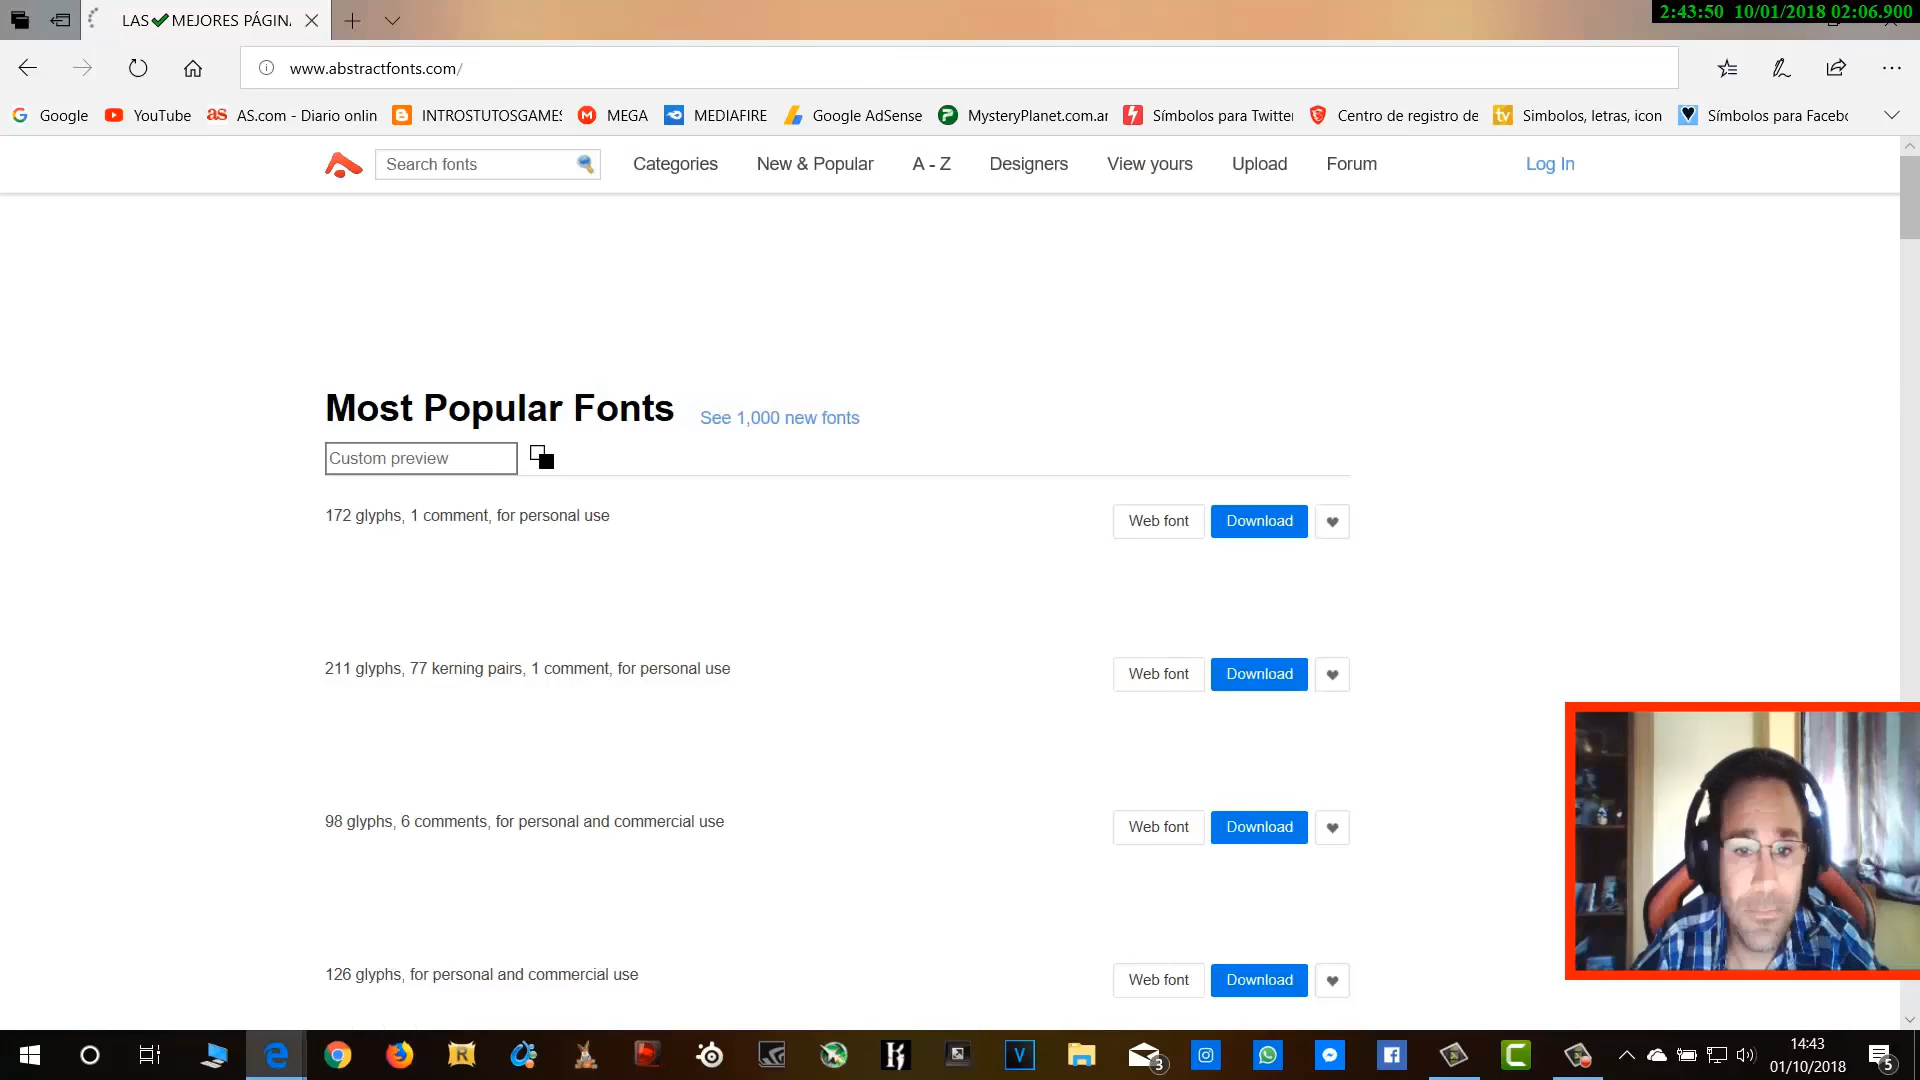 2:43:50 10/01/2018 02:06.900
LAS✔MEJORES PÁGIN
www.abstractfonts.com/
Google
YouTube
as AS.com - Diario onlin
INTROSTUTOSGAMES
MEGA
MEDIAFIRE
Google AdSense
MysteryPlanet.com.ar
Símbolos para Twitter
Centro de registro de
tv Simbolos, letras, icon
Símbolos para Facebo
Search fonts
Categories
New & Popular
A - Z
Designers
View yours
Upload
Forum
Log In
Most Popular Fonts
See 1,000 new fonts
Custom preview
172 glyphs, 1 comment, for personal use
Web font
Download
211 glyphs, 77 kerning pairs, 1 comment, for personal use
Web font
Download
98 glyphs, 6 comments, for personal and commercial use
Web font
Download
126 glyphs, for personal and commercial use
Web font
Download
3
14:43
01/10/2018
5